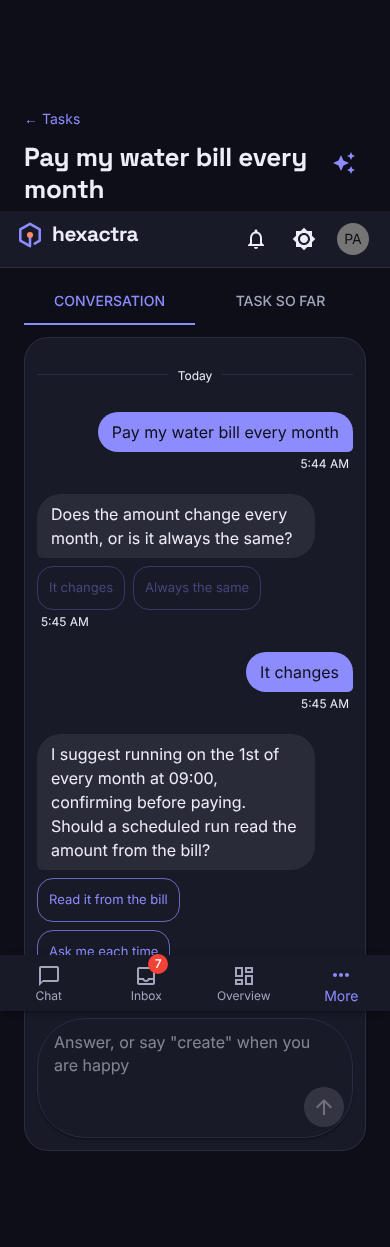 ← Tasks
Pay my water bill every
month
hexactra
PA
CONVERSATION
TASK SO FAR
Today
Pay my water bill every month
5:44 AM
Does the amount change every
month, or is it always the same?
It changes
Always the same
5:45 AM
It changes
5:45 AM
I suggest running on the 1st of
every month at 09:00,
confirming before paying.
Should a scheduled run read the
amount from the bill?
Read it from the bill
Ask me each time
7
Chat
Inbox
Overview
More
Answer, or say "create" when you
are happy